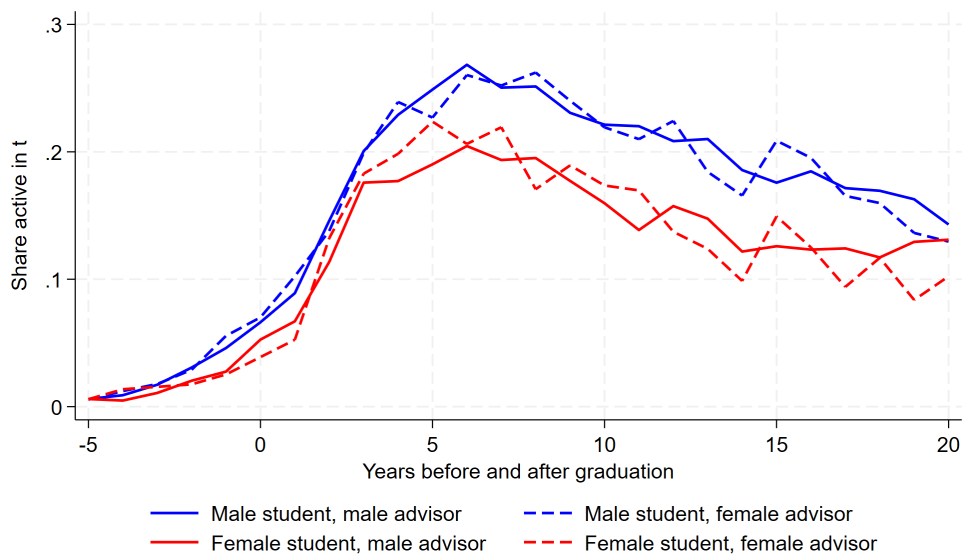 .3
.2
.1
0
Share active in t
-5 0 5 10 15 20
Years before and after graduation
Male student, male advisor Male student, female advisor
Female student, male advisor Female student, female advisor